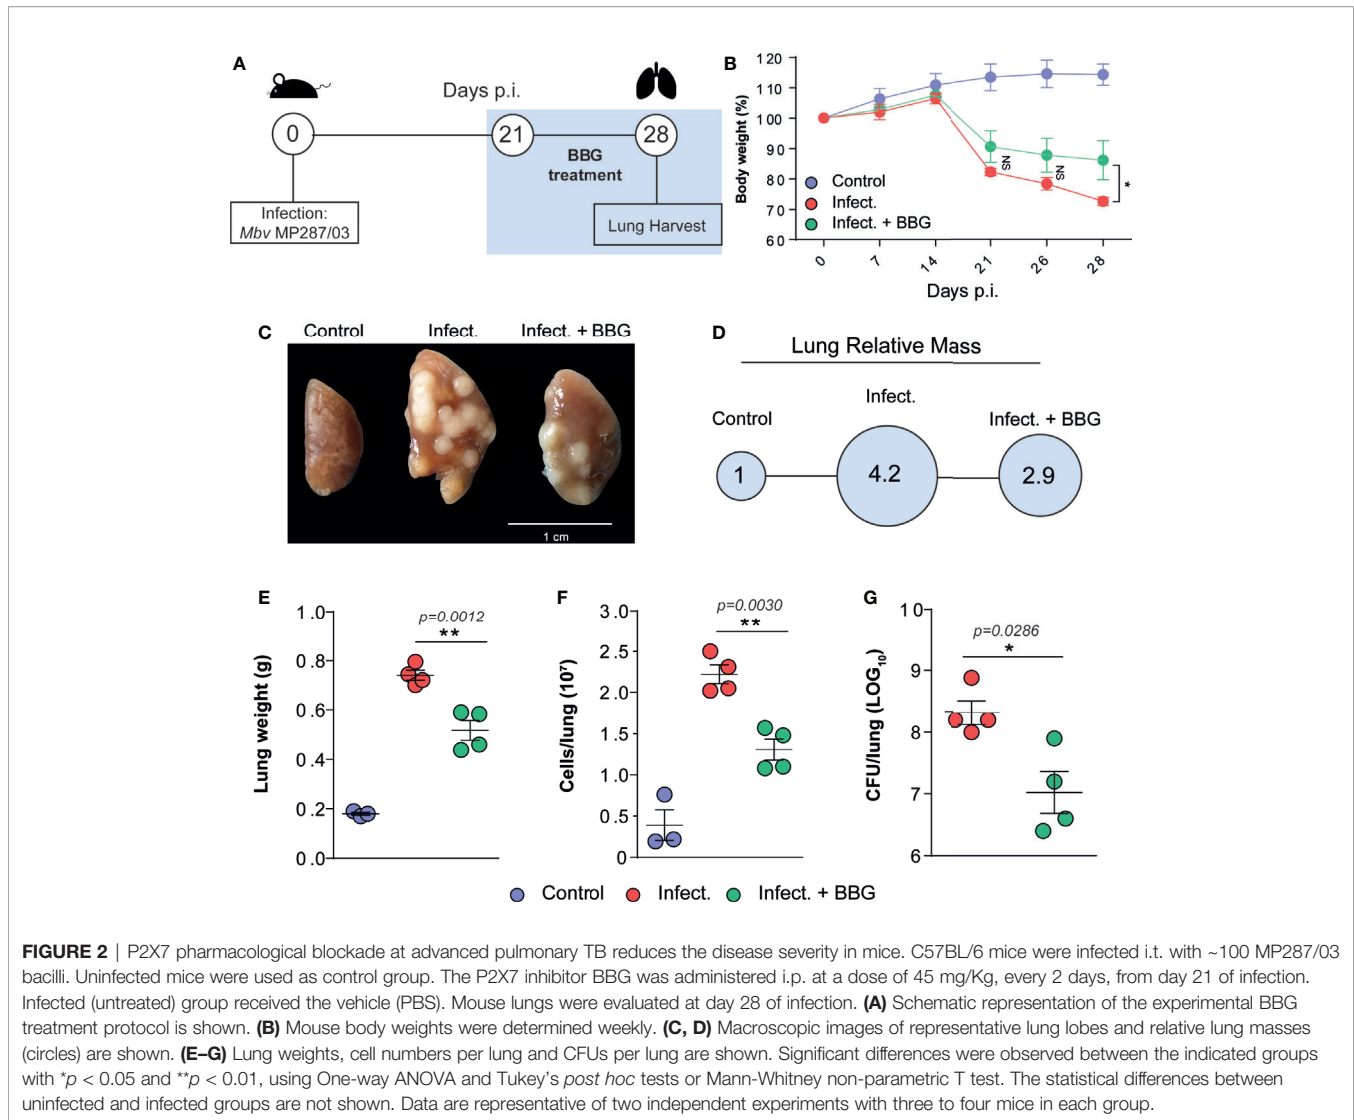 A
Days p.i.
0
21
28
BBG
treatment
Infection:
Mbv MP287/03
Lung Harvest
B
Body weight (%)
120
110
100
90
80
70
60
NS
NS
*
Control
Infect.
Infect. + BBG
0
7
14
21
26
28
Days p.i.
C
Control
Infect.
Infect. + BBG
1 cm
D
Lung Relative Mass
Control
Infect.
Infect. + BBG
1
4.2
2.9
E
Lung weight (g)
1.0
0.8
0.6
0.4
0.2
0.0
p=0.0012
**
F
Cells/lung (10⁷)
3.0
2.5
2.0
1.5
1.0
0.5
0
p=0.0030
**
G
CFU/lung (LOG₁₀)
10
9
8
7
6
p=0.0286
*
Control Infect. Infect. + BBG
FIGURE 2 | P2X7 pharmacological blockade at advanced pulmonary TB reduces the disease severity in mice. C57BL/6 mice were infected i.t. with ~100 MP287/03
bacilli. Uninfected mice were used as control group. The P2X7 inhibitor BBG was administered i.p. at a dose of 45 mg/Kg, every 2 days, from day 21 of infection.
Infected (untreated) group received the vehicle (PBS). Mouse lungs were evaluated at day 28 of infection. (A) Schematic representation of the experimental BBG
treatment protocol is shown. (B) Mouse body weights were determined weekly. (C, D) Macroscopic images of representative lung lobes and relative lung masses
(circles) are shown. (E–G) Lung weights, cell numbers per lung and CFUs per lung are shown. Significant differences were observed between the indicated groups
with *p < 0.05 and **p < 0.01, using One-way ANOVA and Tukey's post hoc tests or Mann-Whitney non-parametric T test. The statistical differences between
uninfected and infected groups are not shown. Data are representative of two independent experiments with three to four mice in each group.